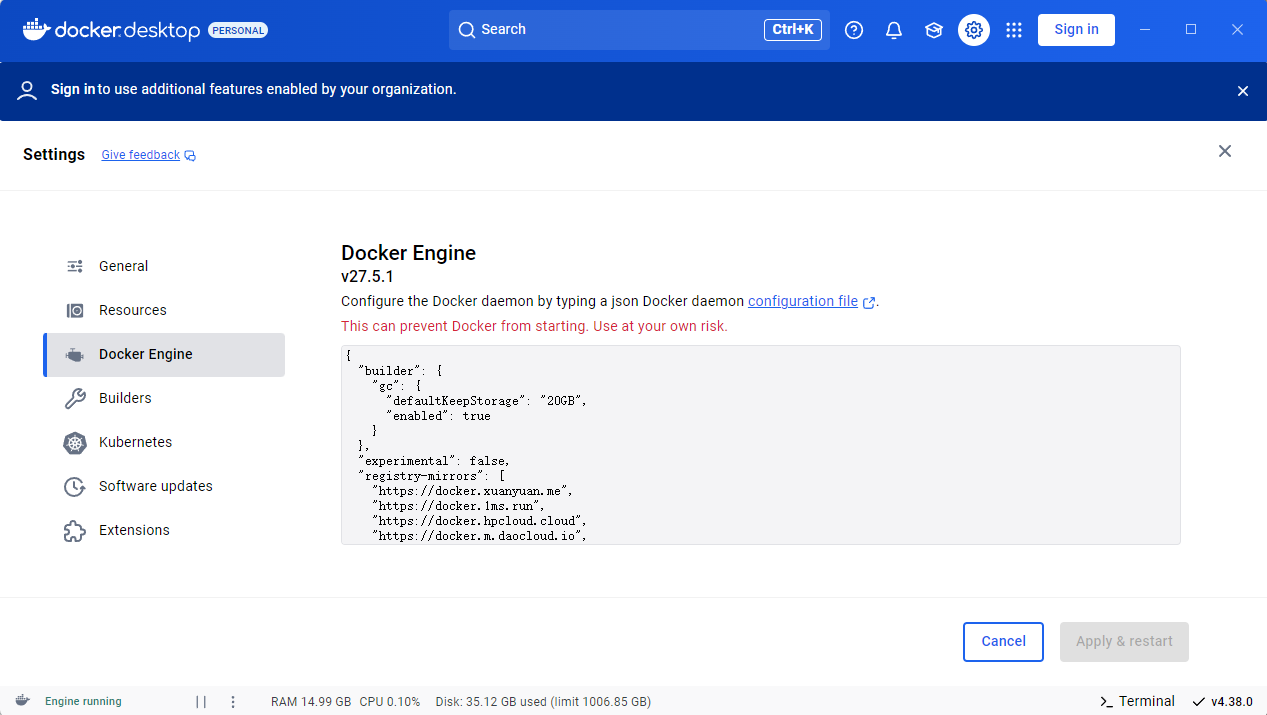 docker.desktop PERSONAL
Search
Ctrl+K
Sign in
Sign in to use additional features enabled by your organization.
Settings
Give feedback
General
Resources
Docker Engine
Builders
Kubernetes
Software updates
Extensions
Docker Engine
v27.5.1
Configure the Docker daemon by typing a json Docker daemon configuration file.
This can prevent Docker from starting. Use at your own risk.
{
"builder": {
"gc": {
"defaultKeepStorage": "20GB",
"enabled": true
}
},
"experimental": false,
"registry-mirrors": [
"https://docker.xuanyuan.me",
"https://docker.1ms.run",
"https://docker.hpcloud.cloud",
"https://docker.m.daocloud.io",
Cancel
Apply & restart
Engine running
RAM 14.99 GB CPU 0.10% Disk: 35.12 GB used (limit 1006.85 GB)
>_ Terminal
v4.38.0